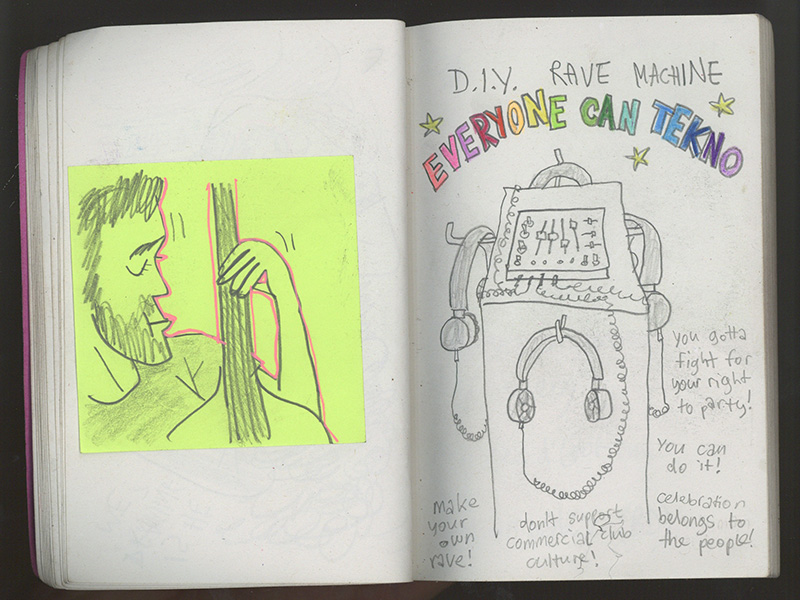 D.I.Y. RAVE MACHINE
EVERYONE CAN TEKNO
you gotta
fight for
your right
to party!
you can
do it!
make
your
own
rave!
don't support
commercial club
culture!
celebration
belongs to
the people!